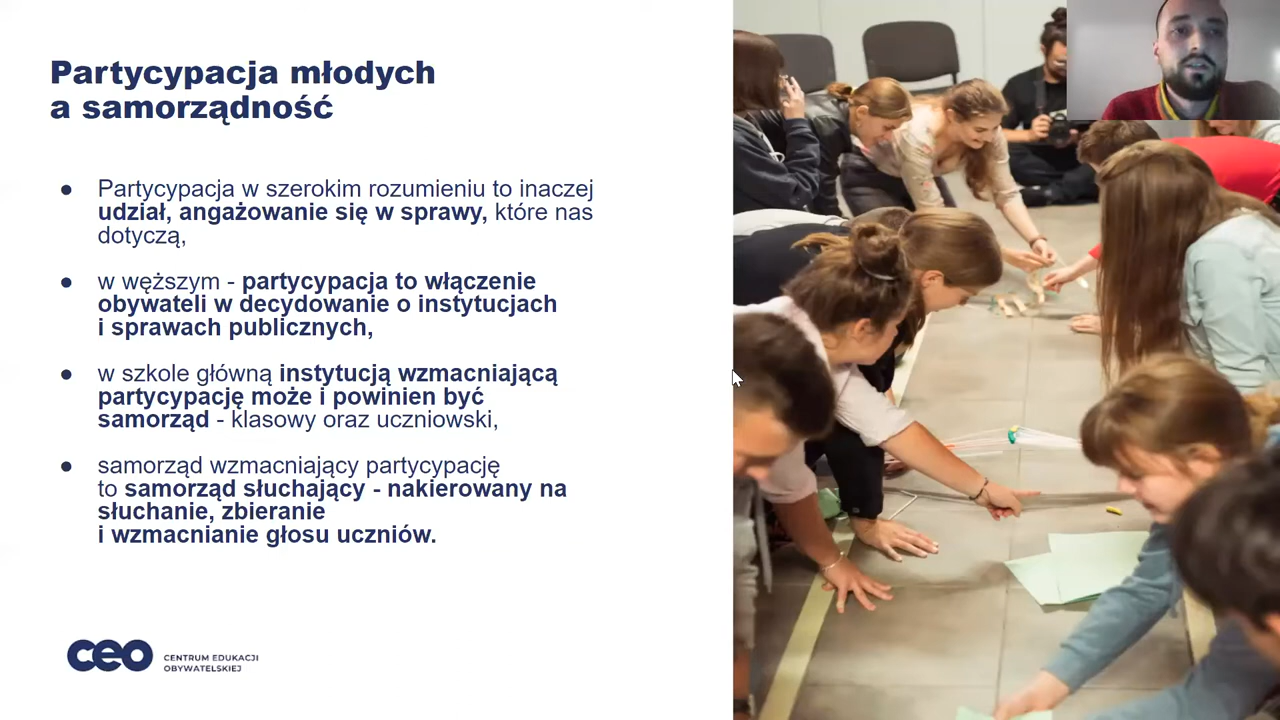 Partycypacja młodych
a samorządność
● Partycypacja w szerokim rozumieniu to inaczej
udział, angażowanie się w sprawy, które nas
dotyczą,
● w węższym - partycypacja to włączenie
obywateli w decydowanie o instytucjach
i sprawach publicznych,
● w szkole główną instytucją wzmacniającą
partycypację może i powinien być
samorząd - klasowy oraz uczniowski,
● samorząd wzmacniający partycypację
to samorząd słuchający - nakierowany na
słuchanie, zbieranie
i wzmacnianie głosu uczniów.
ceo
CENTRUM EDUKACJI
OBYWATELSKIEJ